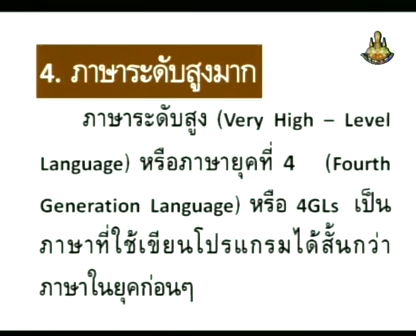 4. ภาษาระดับสูงมาก
ภาษาระดับสูง (Very High – Level
Language) หรือภาษายุคที่ 4 (Fourth
Generation Language) หรือ 4GLs เป็น
ภาษาที่ใช้เขียนโปรแกรมได้สั้นกว่า
ภาษาในยุคก่อนๆ